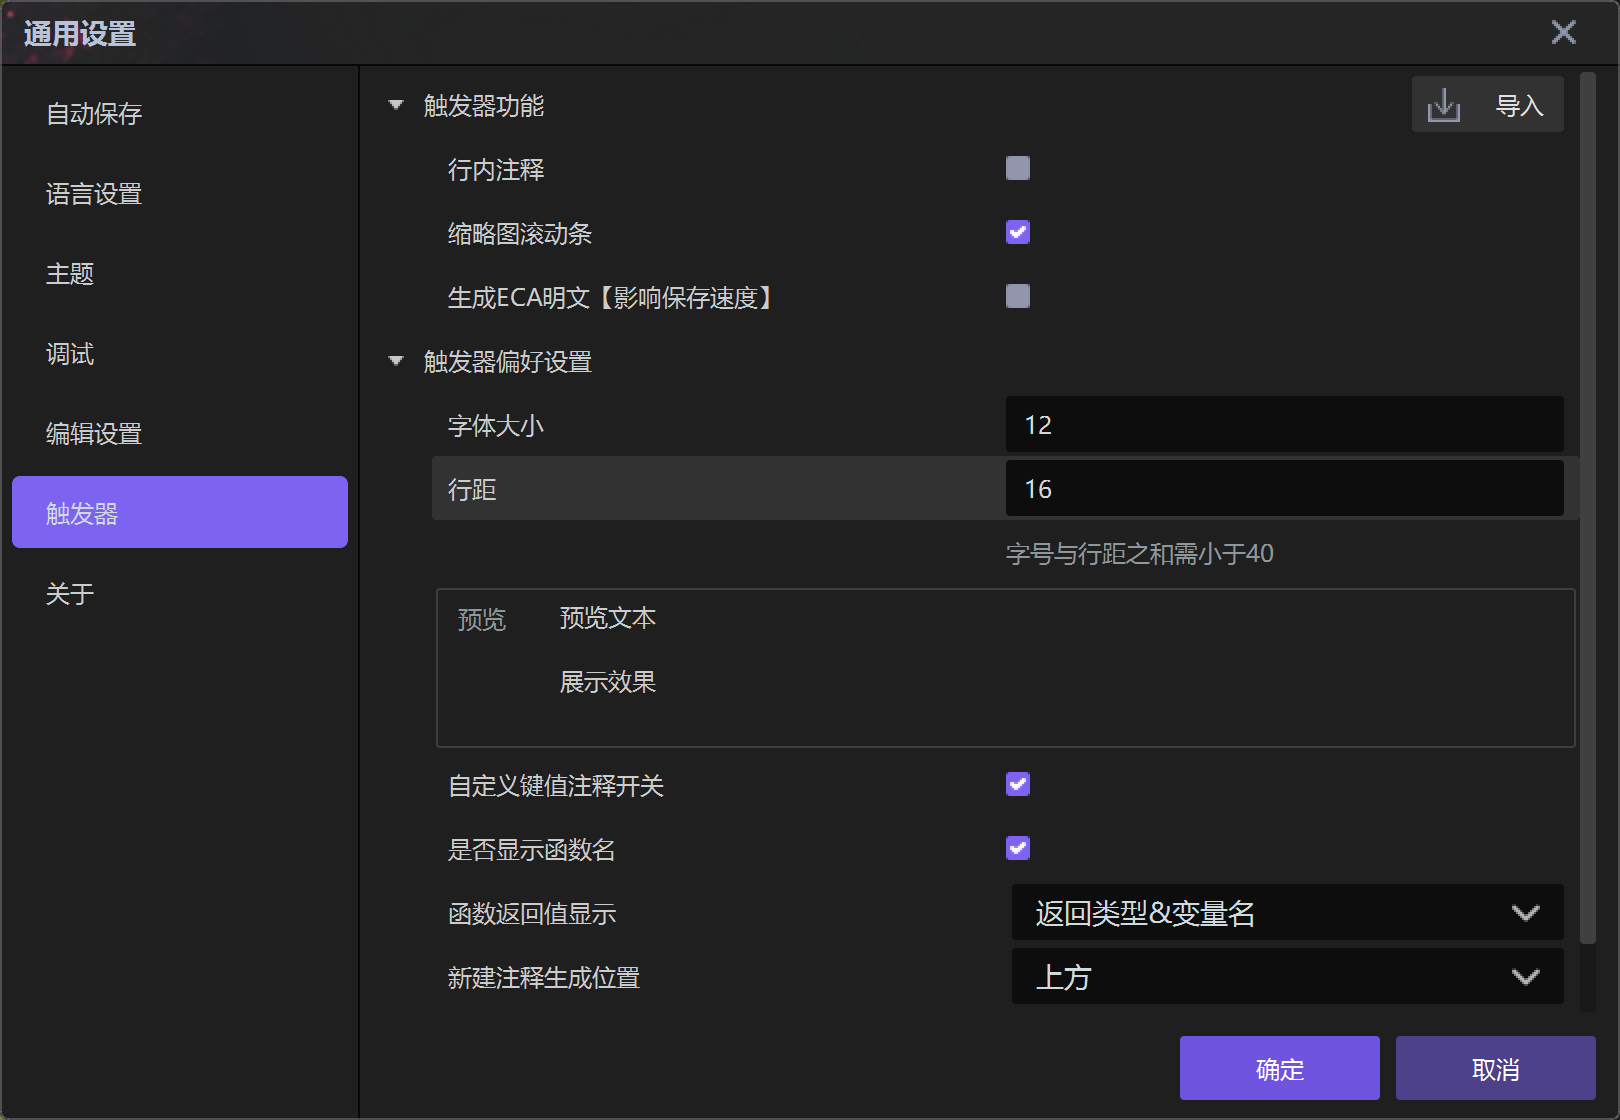 通用设置
自动保存
语言设置
主题
调试
编辑设置
触发器
关于
触发器功能
导入
行内注释
缩略图滚动条
生成ECA明文【影响保存速度】
触发器偏好设置
字体大小 12
行距 16
字号与行距之和需小于40
预览 预览文本
展示效果
自定义键值注释开关
是否显示函数名
函数返回值显示 返回类型&变量名
新建注释生成位置 上方
确定 取消